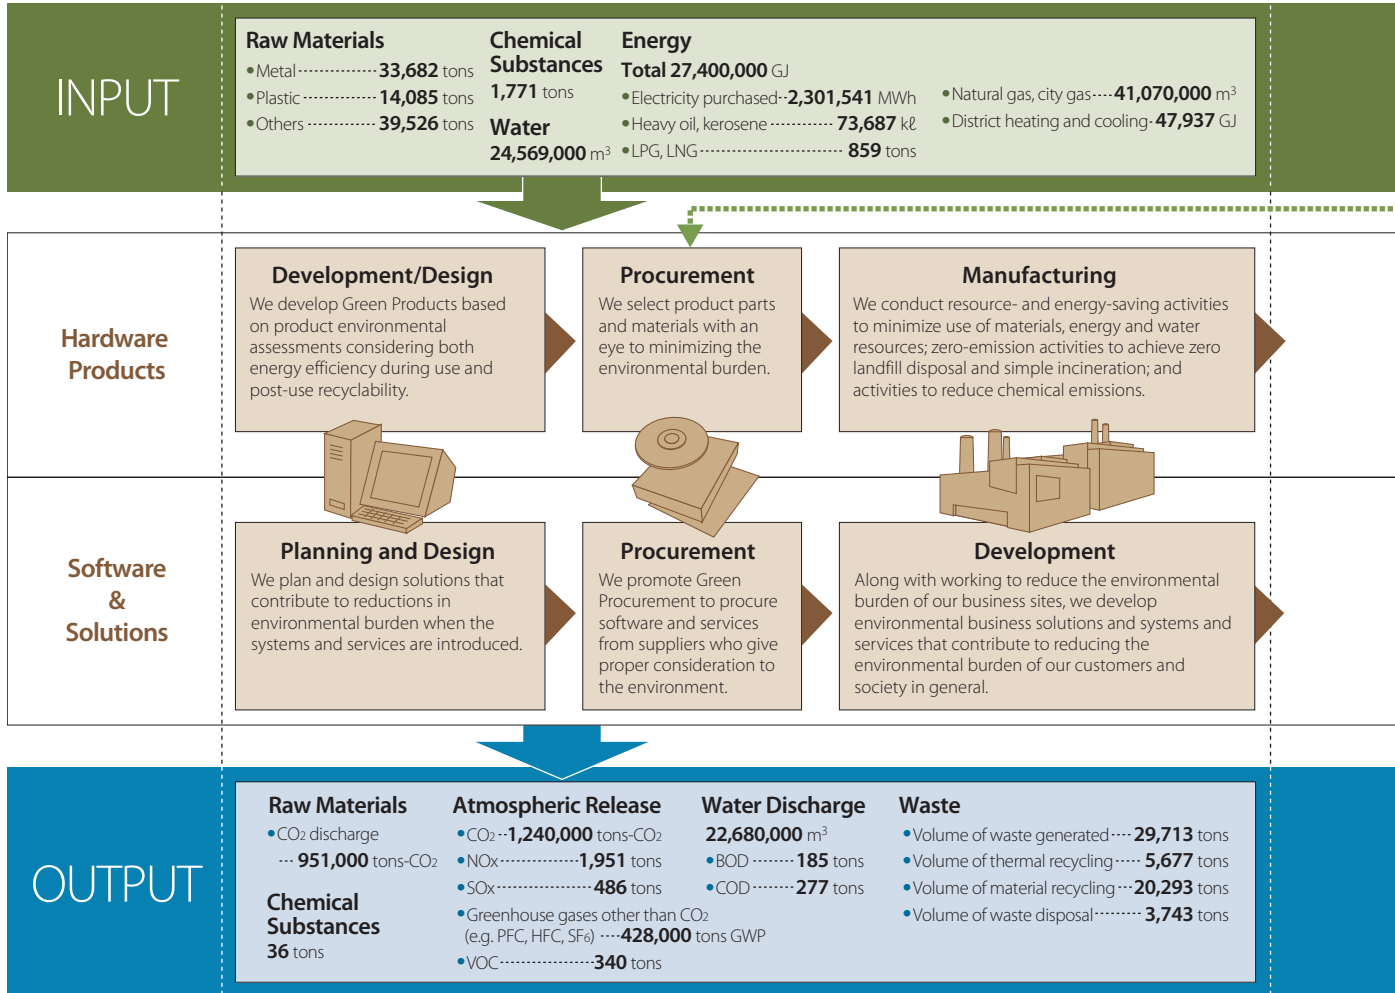 INPUT
Raw Materials
•Metal 33,682 tons
•Plastic 14,085 tons
•Others 39,526 tons
Chemical
Substances
1,771 tons
Water
24,569,000 m³
Energy
Total 27,400,000 GJ
•Electricity purchased 2,301,541 MWh
•Heavy oil, kerosene 73,687 kℓ
•LPG, LNG 859 tons
•Natural gas, city gas 41,070,000 m³
•District heating and cooling 47,937 GJ
Hardware
Products
Development/Design
We develop Green Products based
on product environmental
assessments considering both
energy efficiency during use and
post-use recyclability.
Procurement
We select product parts
and materials with an
eye to minimizing the
environmental burden.
Manufacturing
We conduct resource- and energy-saving activities
to minimize use of materials, energy and water
resources; zero-emission activities to achieve zero
landfill disposal and simple incineration; and
activities to reduce chemical emissions.
Software
&
Solutions
Planning and Design
We plan and design solutions that
contribute to reductions in
environmental burden when the
systems and services are introduced.
Procurement
We promote Green
Procurement to procure
software and services
from suppliers who give
proper consideration to
the environment.
Development
Along with working to reduce the environmental
burden of our business sites, we develop
environmental business solutions and systems and
services that contribute to reducing the
environmental burden of our customers and
society in general.
OUTPUT
Raw Materials
•CO₂ discharge
951,000 tons-CO₂
Chemical
Substances
36 tons
Atmospheric Release
•CO₂ 1,240,000 tons-CO₂
•NOx 1,951 tons
•SOx 486 tons
•Greenhouse gases other than CO₂
(e.g. PFC, HFC, SF₆) 428,000 tons GWP
•VOC 340 tons
Water Discharge
22,680,000 m³
•BOD 185 tons
•COD 277 tons
Waste
•Volume of waste generated 29,713 tons
•Volume of thermal recycling 5,677 tons
•Volume of material recycling 20,293 tons
•Volume of waste disposal 3,743 tons